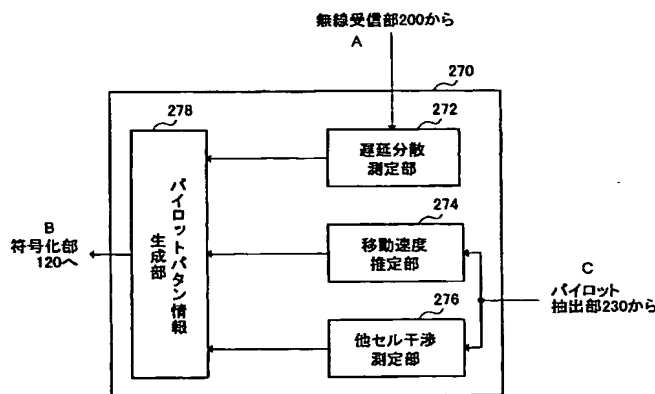 無線受信部200から
A
270
278
272
遅延分散
測定部
パイロットパタン情報
生成部
B
符号化部
120へ
274
移動速度
推定部
C
パイロット
抽出部230から
276
他セル干渉
測定部